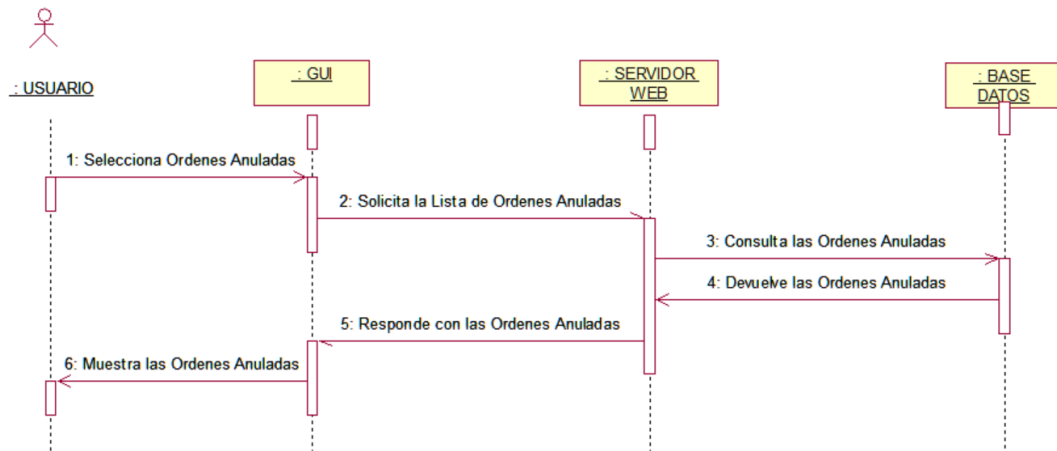 : USUARIO
: GUI
: SERVIDOR
WEB
: BASE
DATOS
1: Selecciona Ordenes Anuladas
2: Solicita la Lista de Ordenes Anuladas
3: Consulta las Ordenes Anuladas
4: Devuelve las Ordenes Anuladas
5: Responde con las Ordenes Anuladas
6: Muestra las Ordenes Anuladas